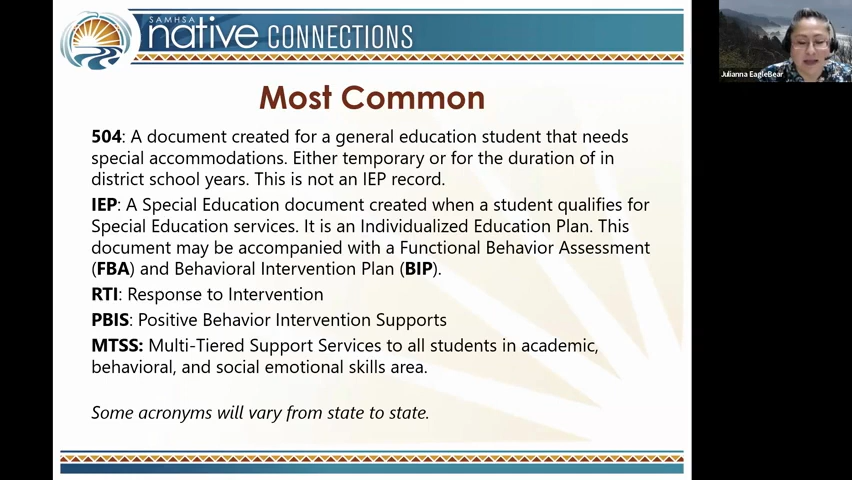 SAMHSA
native CONNECTIONS
Julianna EagleBear
Most Common
504: A document created for a general education student that needs
special accommodations. Either temporary or for the duration of in
district school years. This is not an IEP record.
IEP: A Special Education document created when a student qualifies for
Special Education services. It is an Individualized Education Plan. This
document may be accompanied with a Functional Behavior Assessment
(FBA) and Behavioral Intervention Plan (BIP).
RTI: Response to Intervention
PBIS: Positive Behavior Intervention Supports
MTSS: Multi-Tiered Support Services to all students in academic,
behavioral, and social emotional skills area.
Some acronyms will vary from state to state.